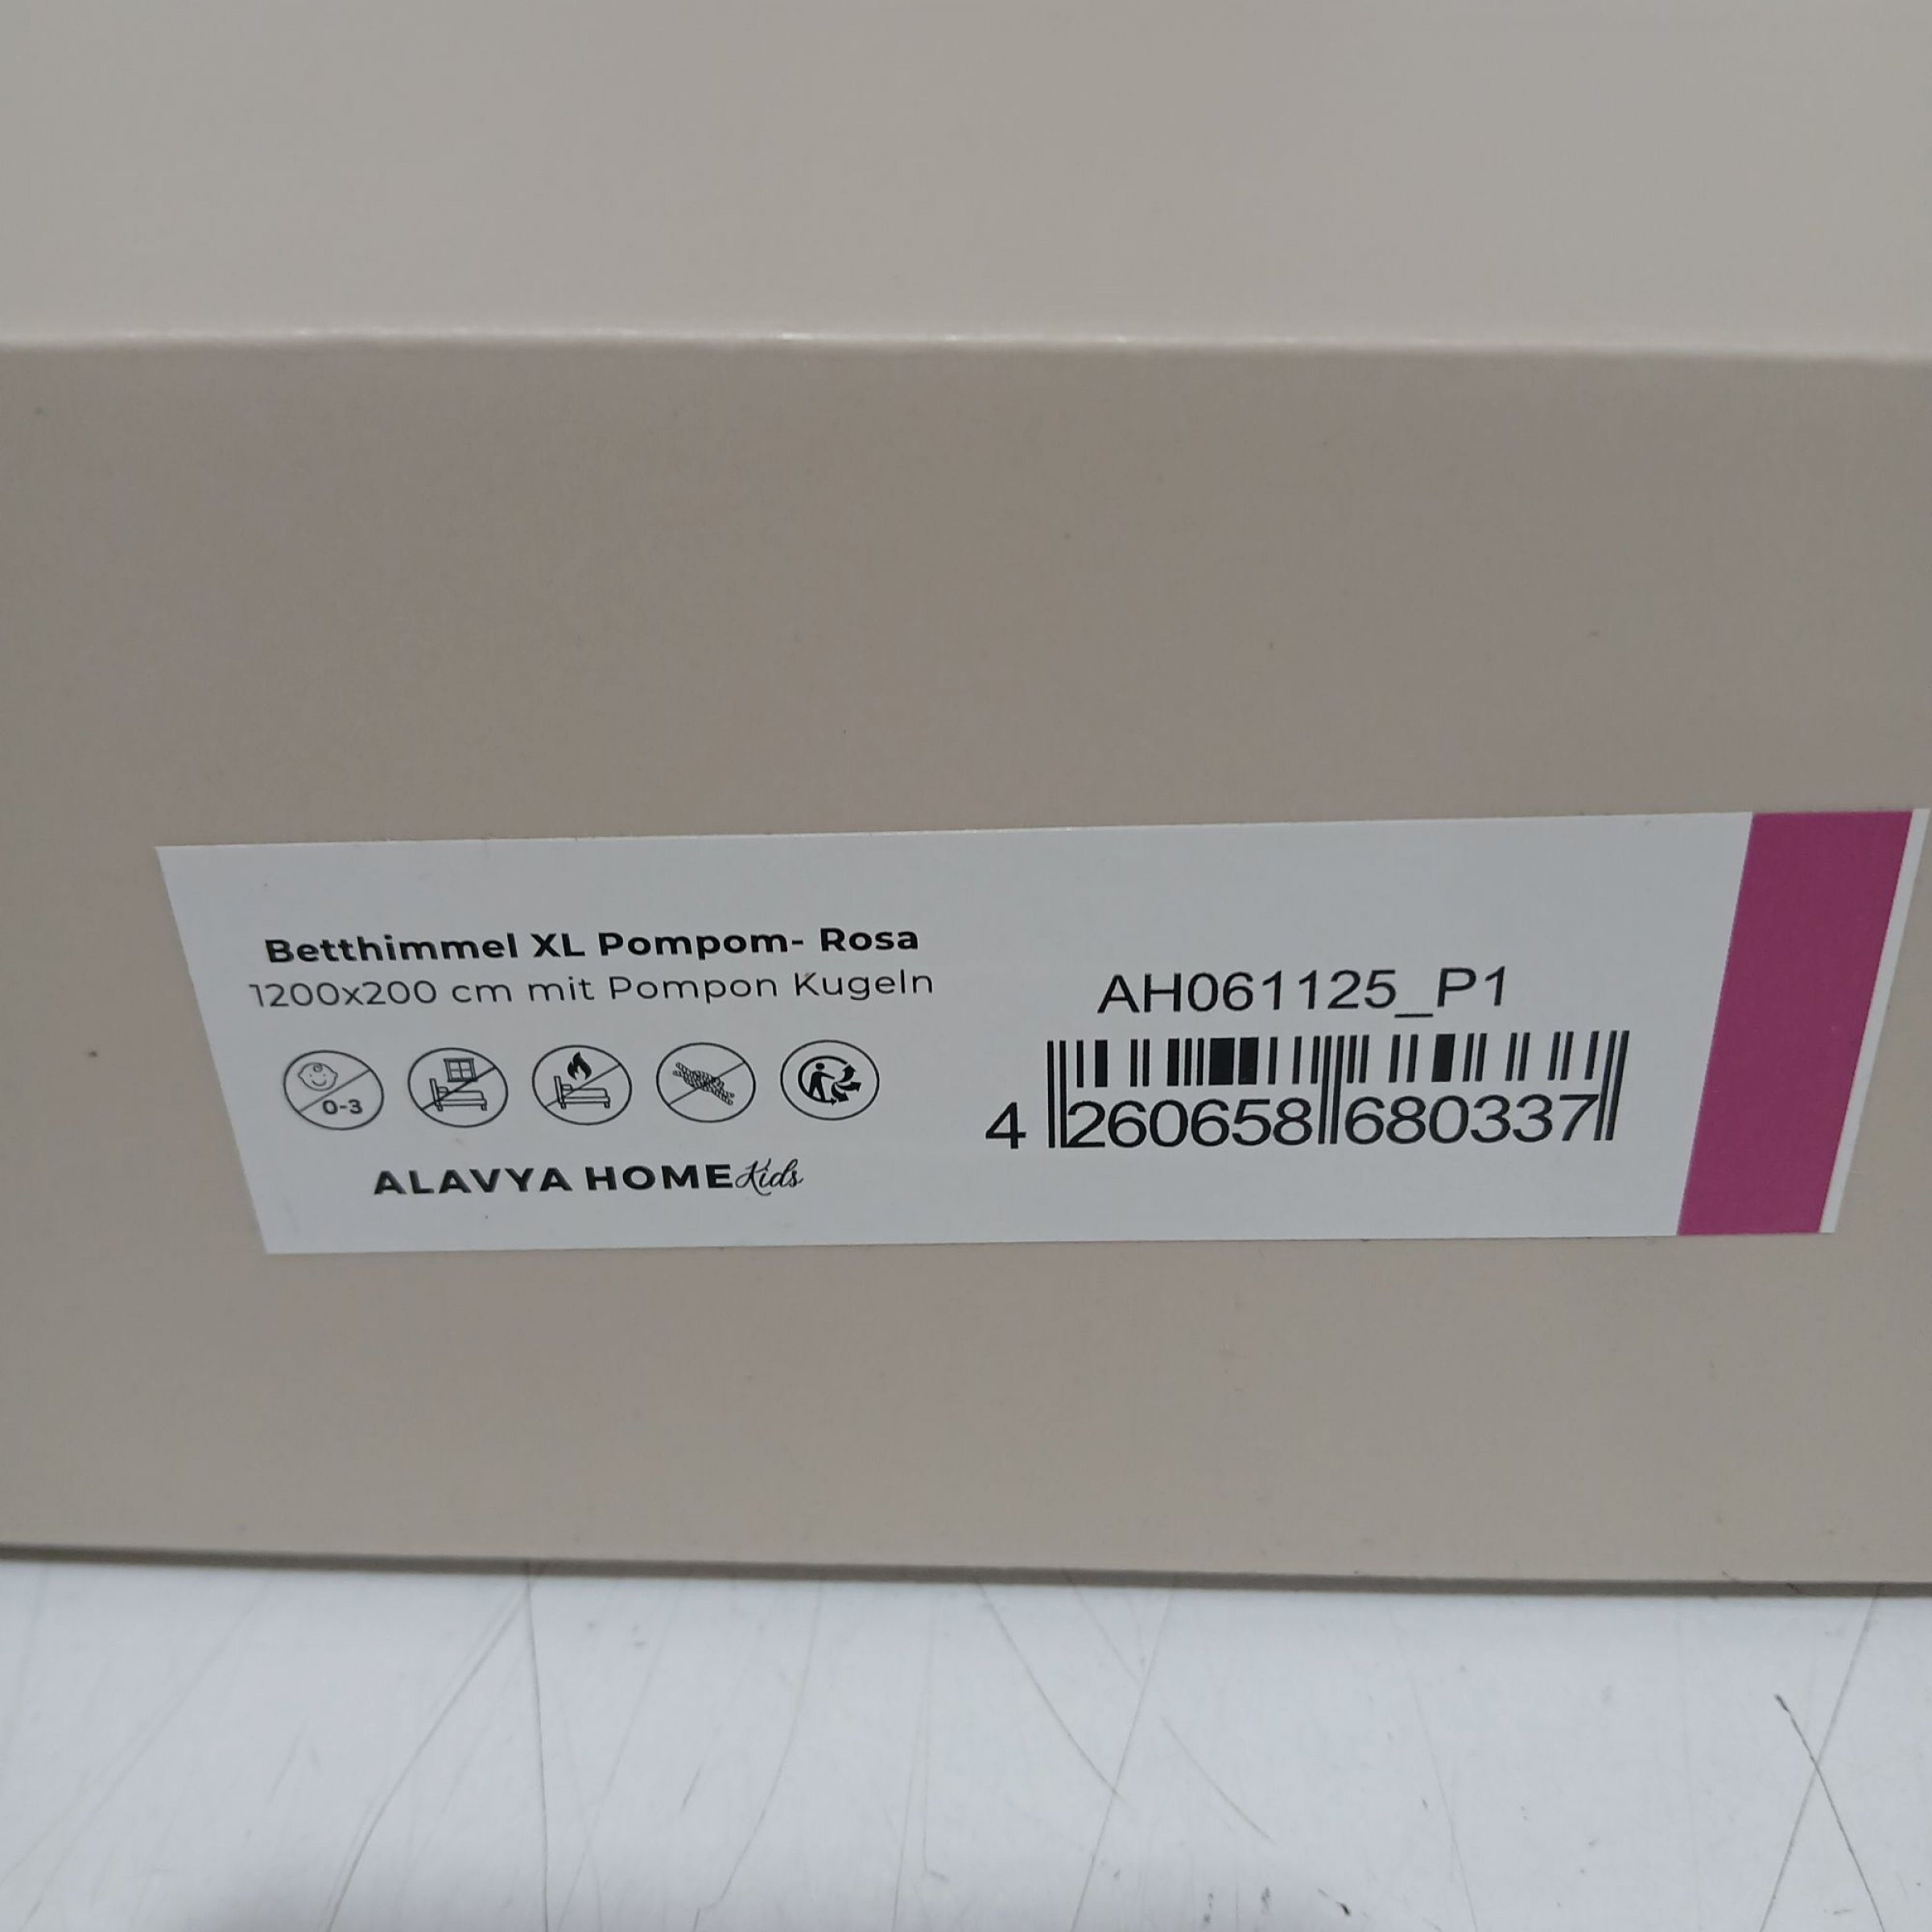 Betthimmel XL Pompom- Rosa
1200x200 cm mit Pompon Kugeln
0-3
ALAVYA HOME Kids
AH061125_P1
4 260658 680337